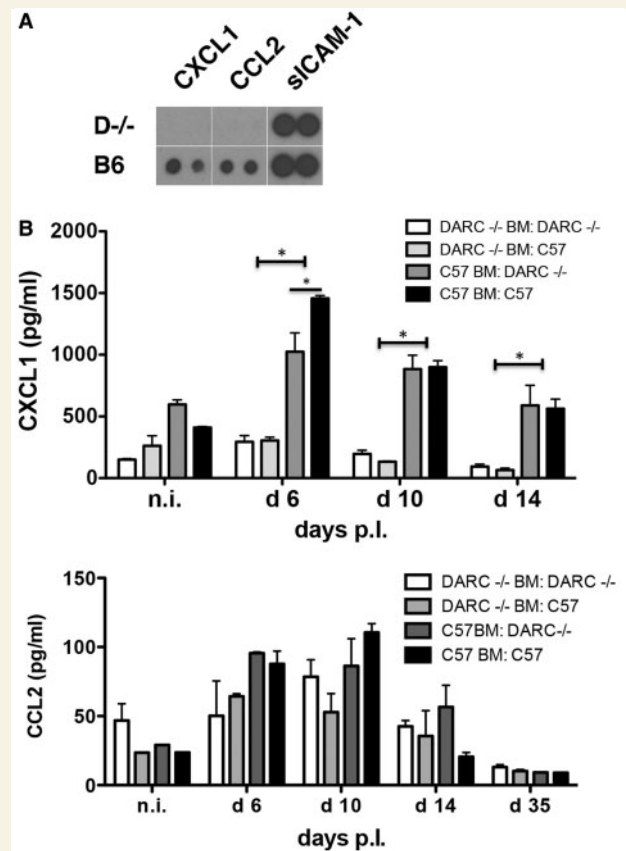 A
CXCL1 CCL2 sICAM-1
D-/-
B6
B
2000
1500
1000
500
0
CXCL1 (pg/ml)
DARC -/- BM: DARC -/-
DARC -/- BM: C57
C57 BM: DARC -/-
C57 BM: C57
* * * *
n.i. d 6 d 10 d 14
days p.I.
150
100
50
0
CCL2 (pg/ml)
DARC -/- BM: DARC -/-
DARC -/- BM: C57
C57BM: DARC-/-
C57 BM: C57
n.i. d 6 d 10 d 14 d 35
days p.I.